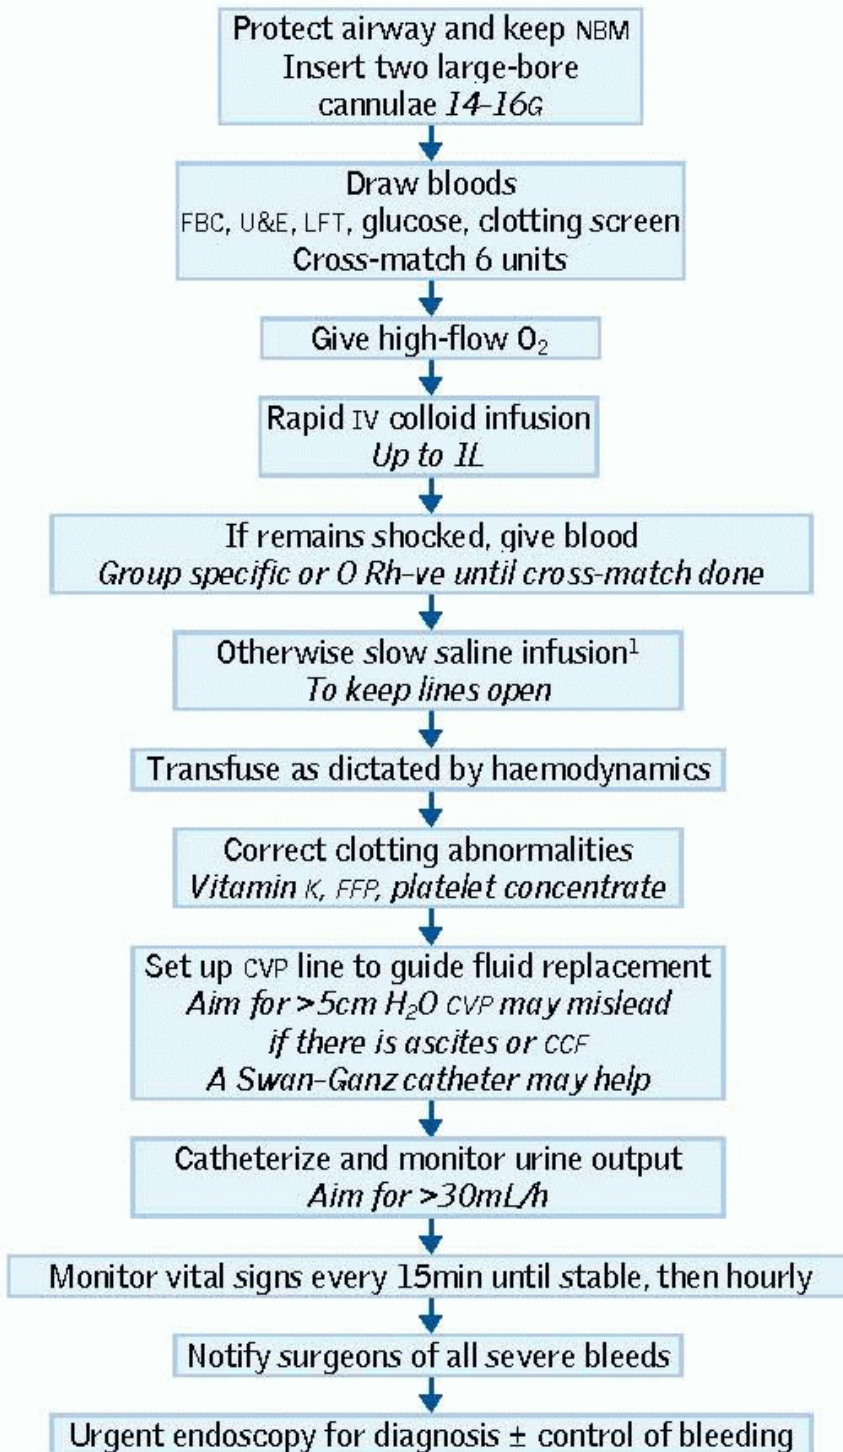 Protect airway and keep NBM
Insert two large-bore
cannulae 14–16G
Draw bloods
FBC, U&E, LFT, glucose, clotting screen
Cross-match 6 units
Give high-flow O₂
Rapid IV colloid infusion
Up to 1L
If remains shocked, give blood
Group specific or O Rh–ve until cross-match done
Otherwise slow saline infusion¹
To keep lines open
Transfuse as dictated by haemodynamics
Correct clotting abnormalities
Vitamin K, FFP, platelet concentrate
Set up CVP line to guide fluid replacement
Aim for >5cm H₂O CVP may mislead
if there is ascites or CCF
A Swan–Ganz catheter may help
Catheterize and monitor urine output
Aim for >30mL/h
Monitor vital signs every 15min until stable, then hourly
Notify surgeons of all severe bleeds
Urgent endoscopy for diagnosis ± control of bleeding